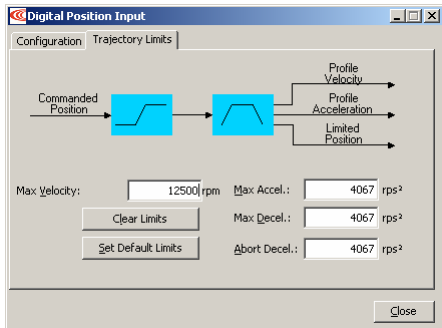 Digital Position Input
Configuration
Trajectory Limits
Commanded
Position
Profile
Velocity
Profile
Acceleration
Limited
Position
Max Velocity: 12500 rpm
Clear Limits
Set Default Limits
Max Accel.: 4067 rps²
Max Decel.: 4067 rps²
Abort Decel.: 4067 rps²
Close